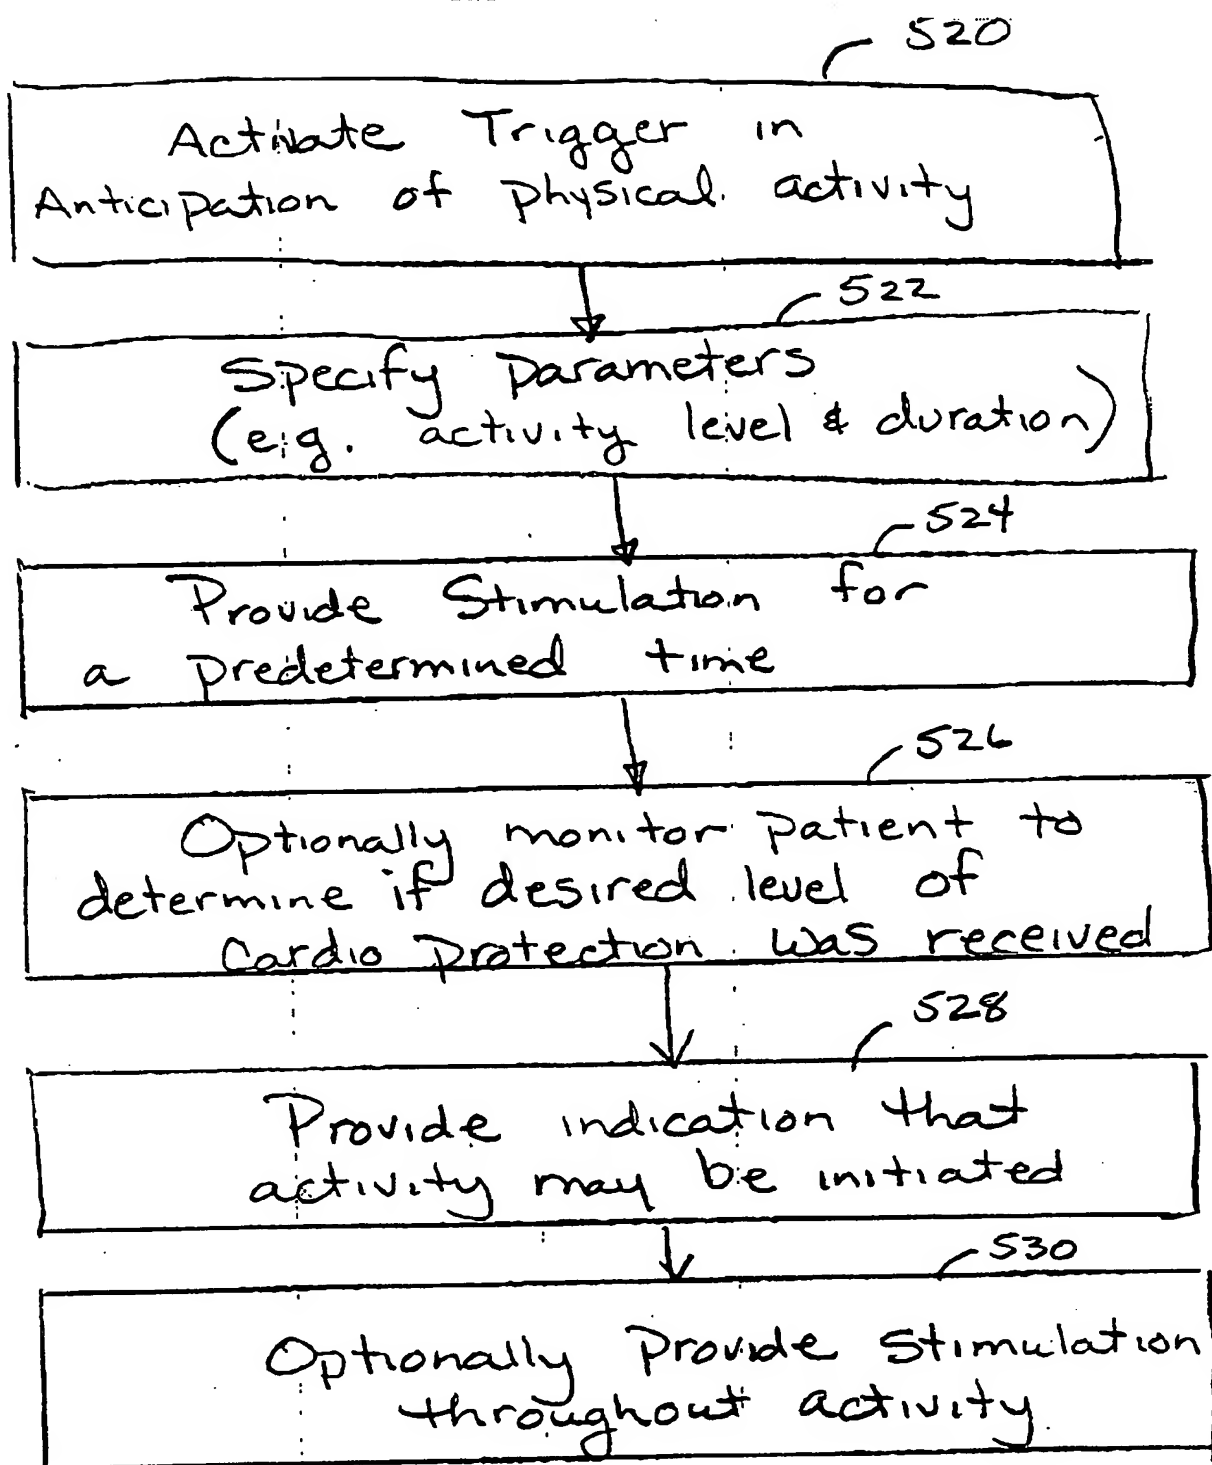 520
Activate Trigger in
Anticipation of physical activity
522
Specify parameters
(e.g. activity level & duration)
524
Provide Stimulation for
a predetermined time
526
Optionally monitor patient to
determine if desired level of
Cardio protection was received
528
Provide indication that
activity may be initiated
530
Optionally provide stimulation
throughout activity